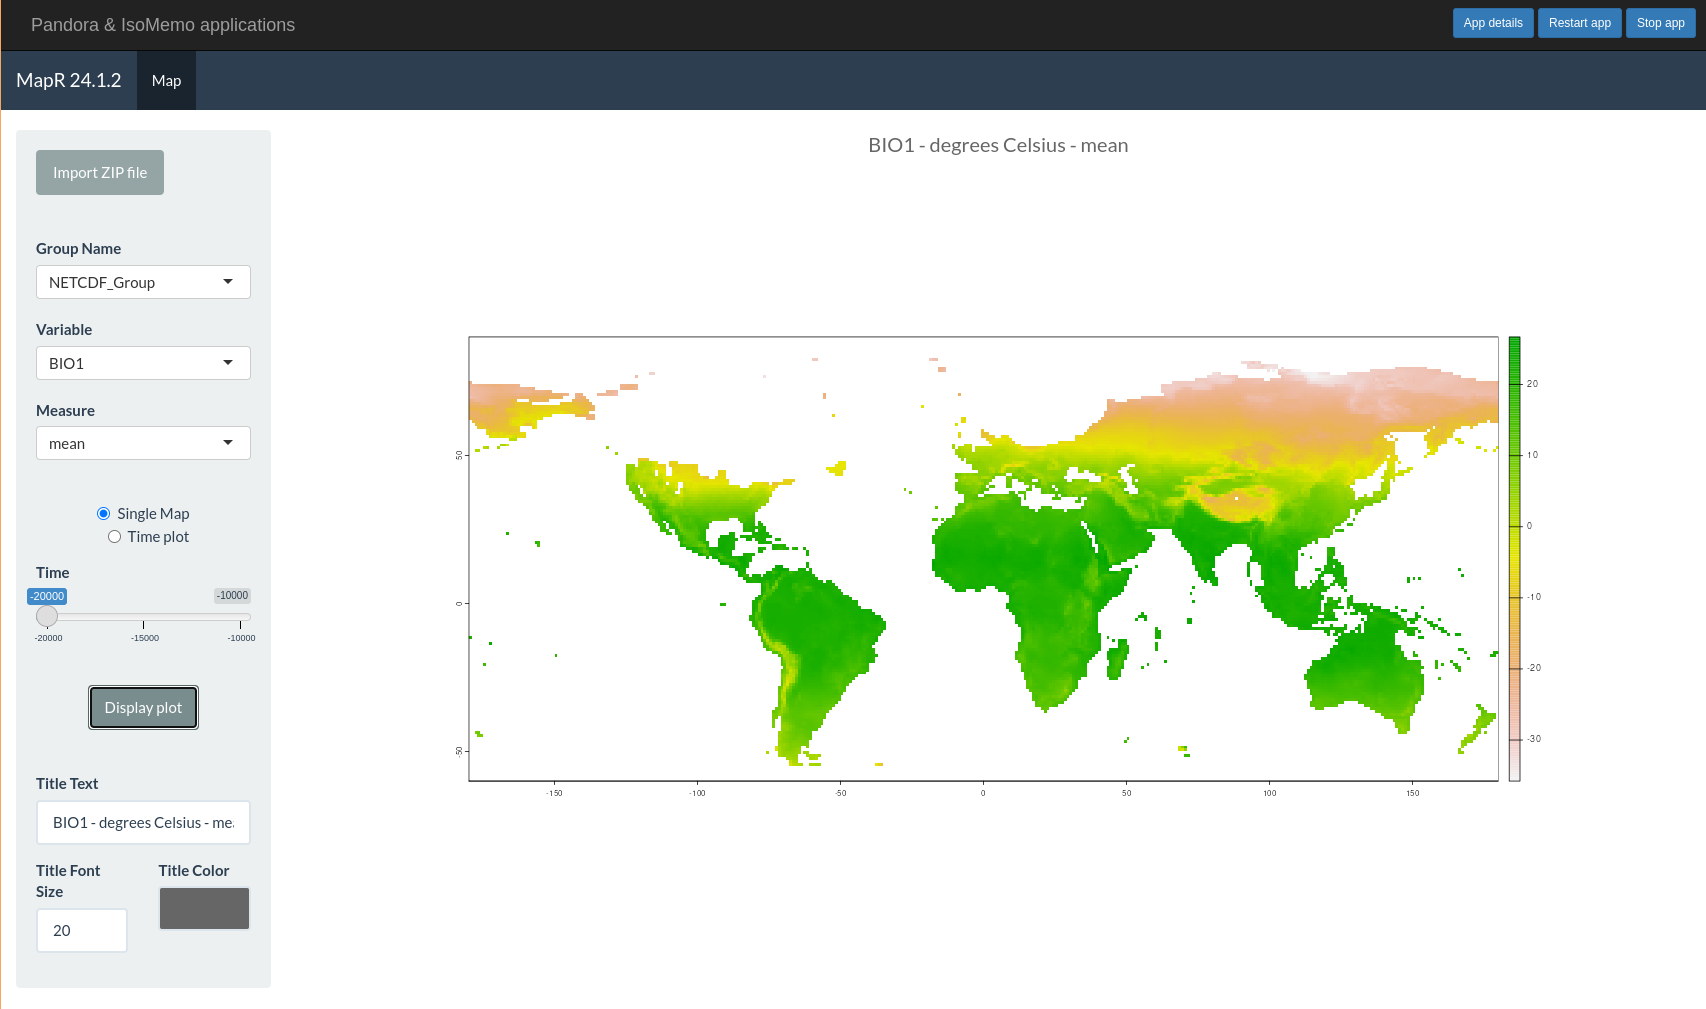 Pandora & IsoMemo applications
App details
Restart app
Stop app
MapR 24.1.2
Map
Import ZIP file
Group Name
NETCDF_Group
Variable
BIO1
Measure
mean
Single Map
Time plot
Time
-20000
-10000
-20000
-15000
-10000
Display plot
Title Text
BIO1 - degrees Celsius - me
Title Font
Size
Title Color
20
BIO1 - degrees Celsius - mean
50
0
-50
-150
-100
-50
0
50
100
150
20
10
0
-10
-20
-30